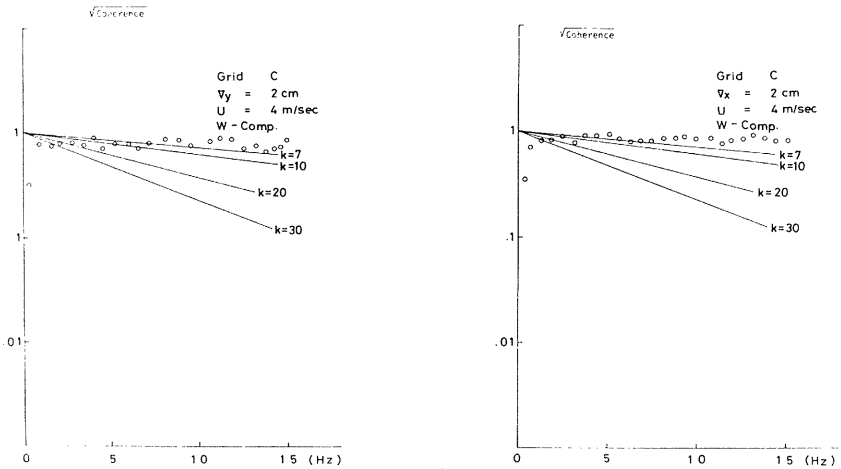 √Coherence
Grid C
∇y = 2 cm
U = 4 m/sec
W - Comp.
1
k=7
k=10
k=20
k=30
1
.01
0 5 10 15 (Hz)
√Coherence
Grid C
∇x = 2 cm
U = 4 m/sec
W - Comp.
1
k=7
k=10
k=20
k=30
.1
.01
0 5 10 15 (Hz)